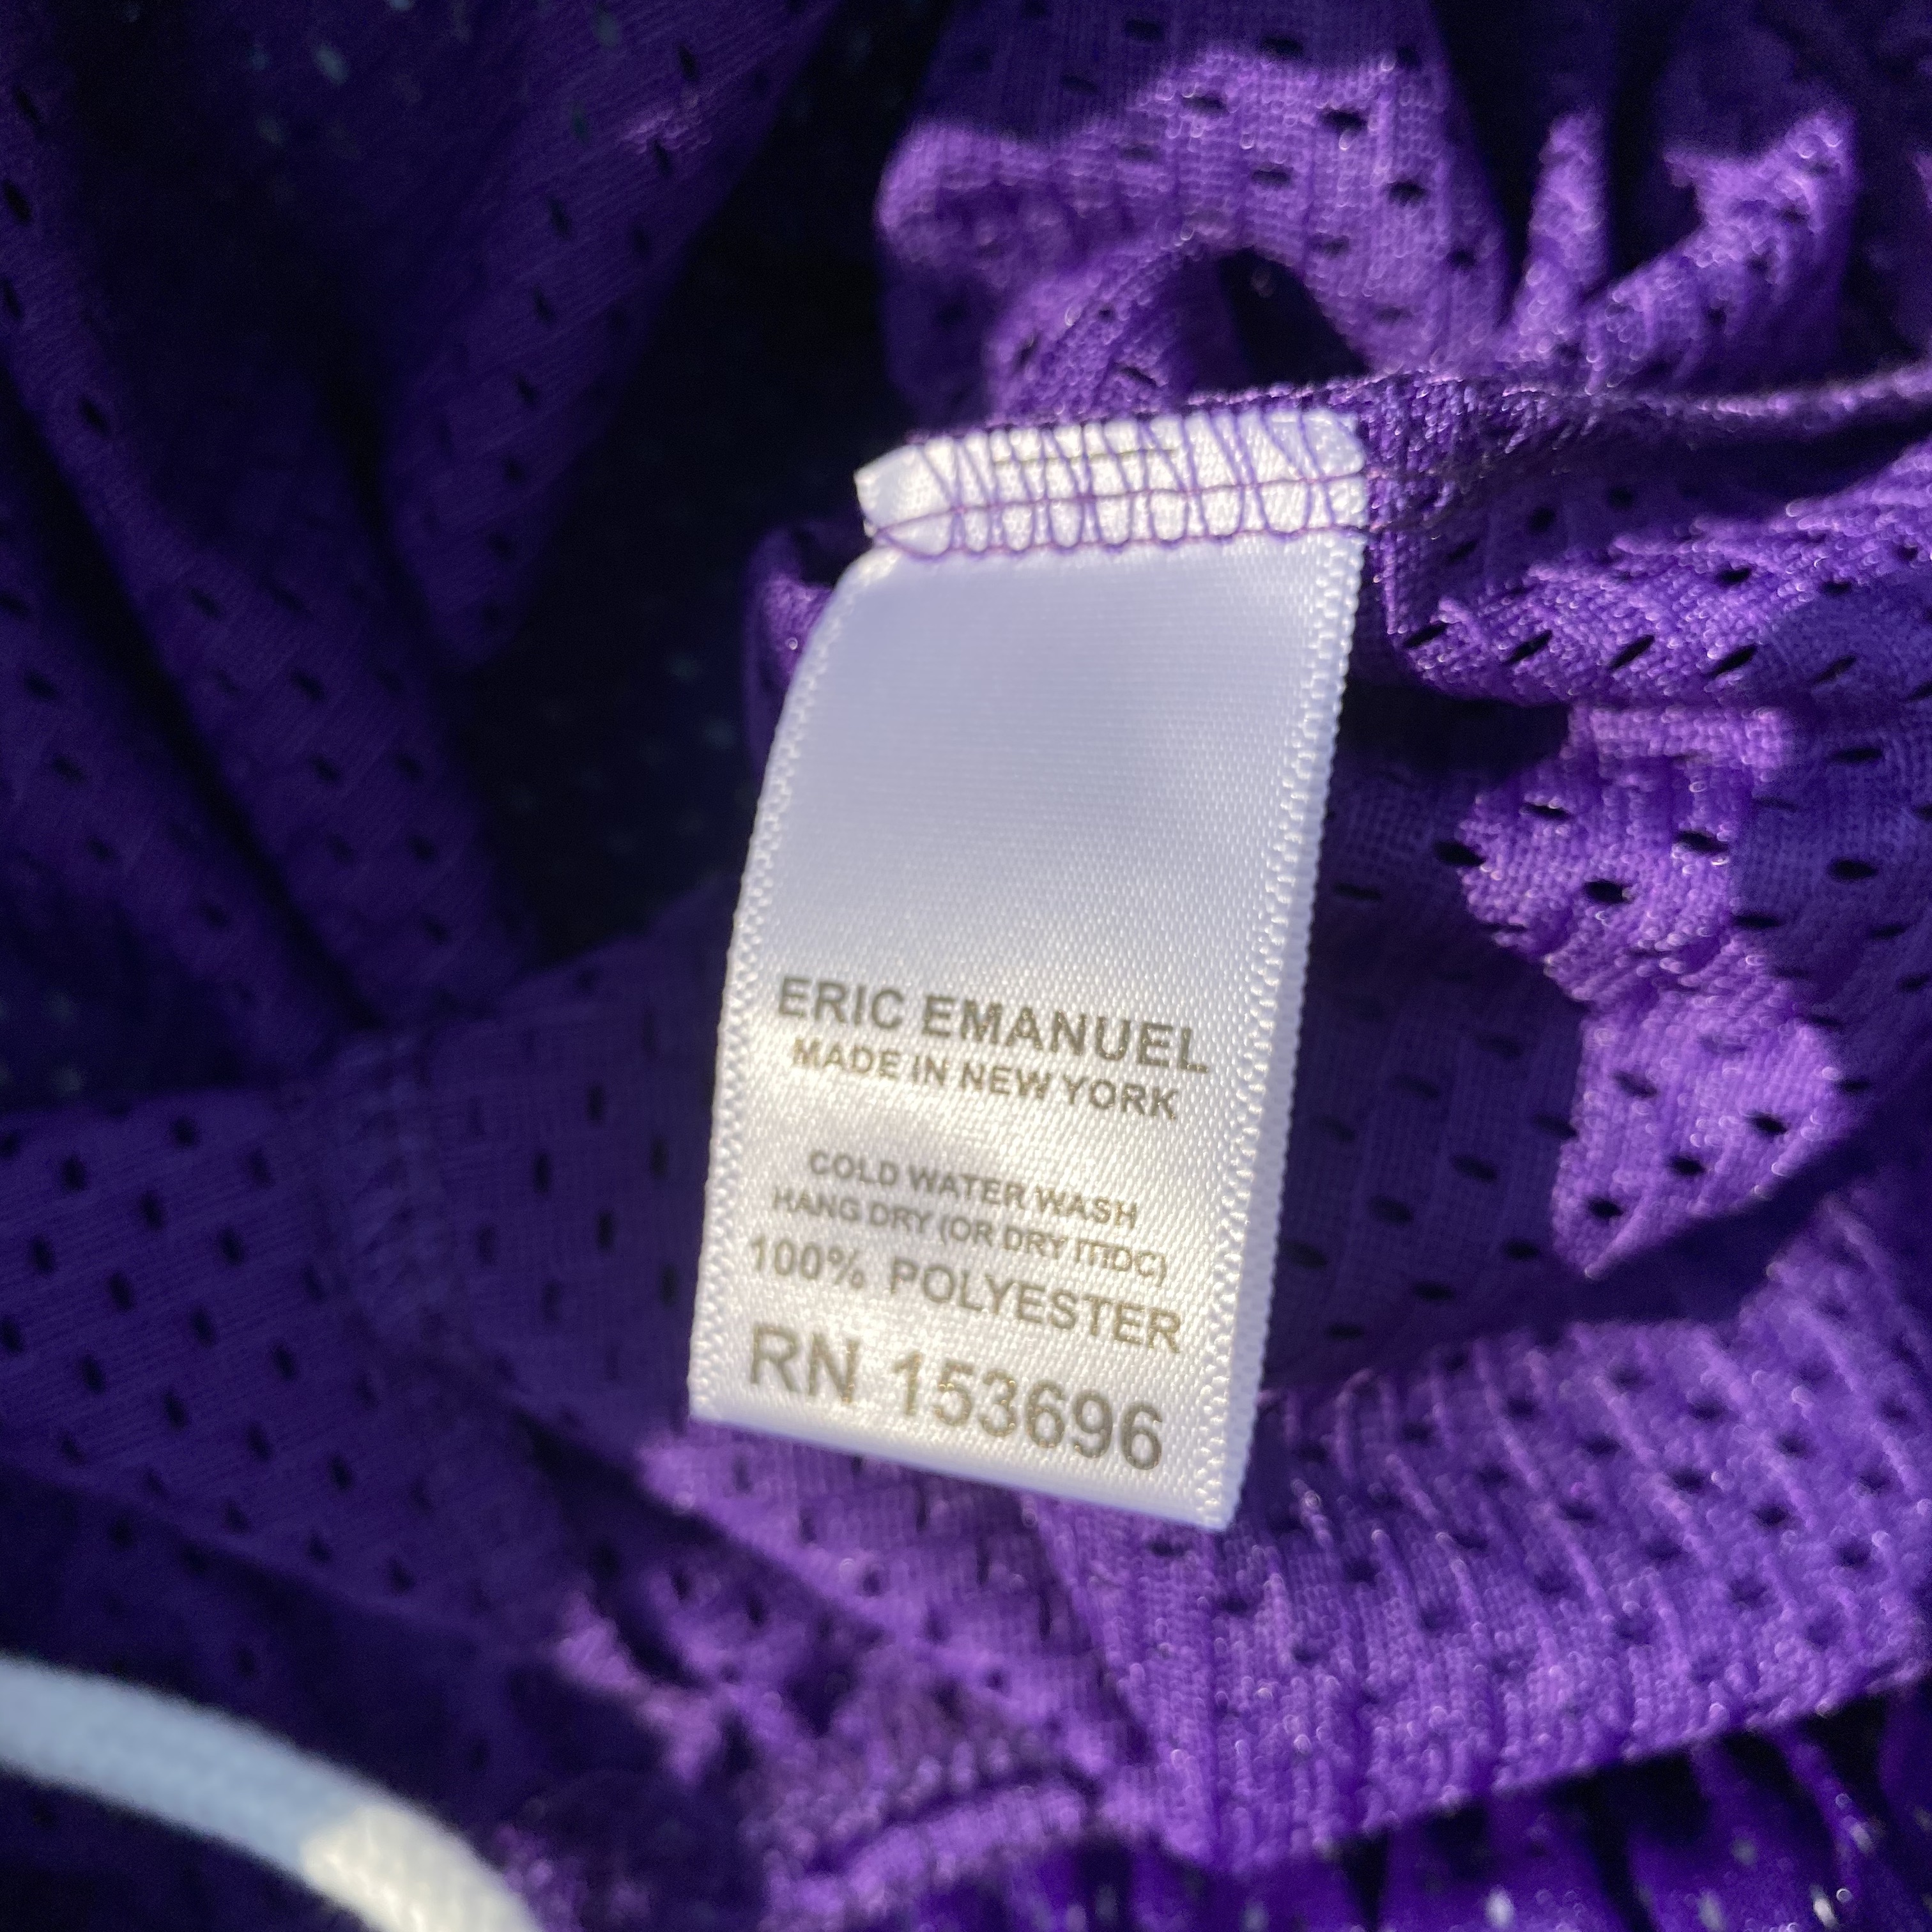 ERIC EMANUEL
MADE IN NEW YORK
COLD WATER WASH
HANG DRY (OR DRY ITIDC)
100% POLYESTER
RN 153696